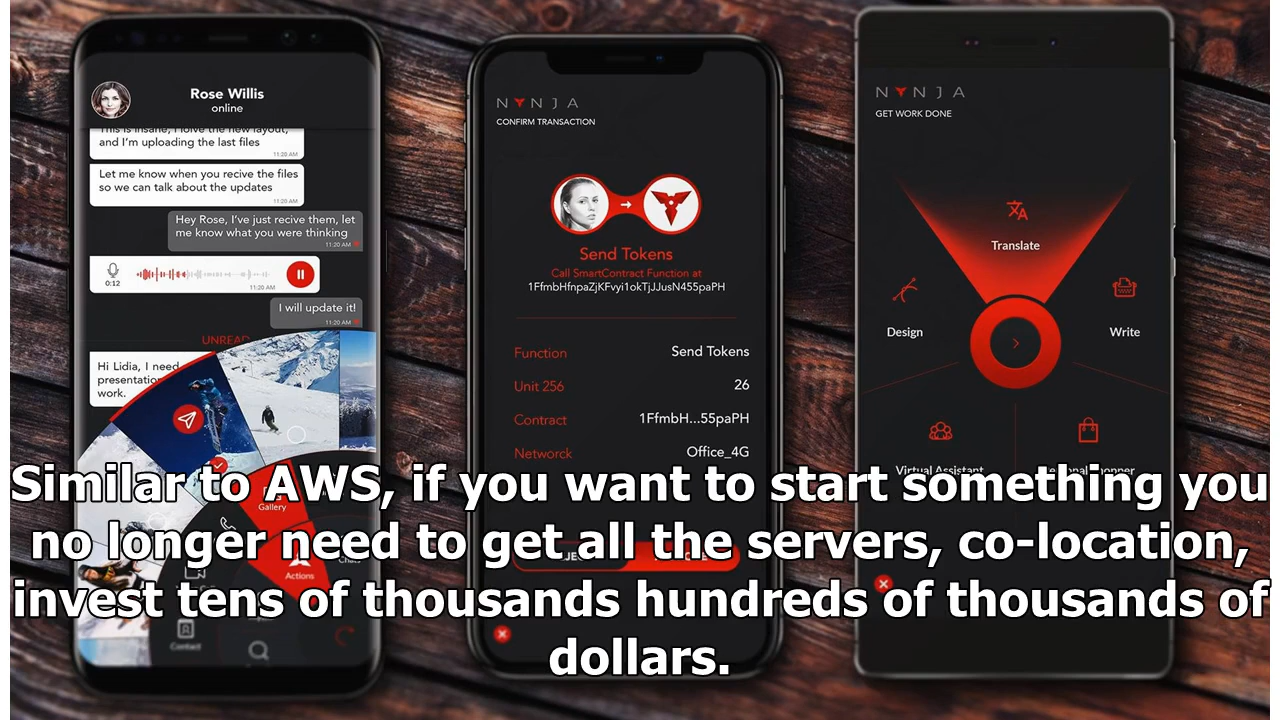 Rose Willis
online
This is insane, I lolve the new layout,
and I'm uploading the last files
11:20 AM
Let me know when you recive the files
so we can talk about the updates
11:20 AM
Hey Rose, I've just recive them, let
me know what you were thinking
11:20 AM
0:12
11:20 AM
I will update it!
11:20 AM
UNREAD
Hi Lidia, I need
presentation
work.
Gallery
Actions
Contact
NYNJA
CONFIRM TRANSACTION
Send Tokens
Call SmartContract Function at
1FfmbHfnpaZjKFvyi1okTjJJusN455paPH
Function Send Tokens
Unit 256 26
Contract 1FfmbH...55paPH
Networck Office_4G
NYNJA
GET WORK DONE
Translate
Design
Write
Virtual Assistant
Similar to AWS, if you want to start something you
no longer need to get all the servers, co-location,
invest tens of thousands hundreds of thousands of
dollars.